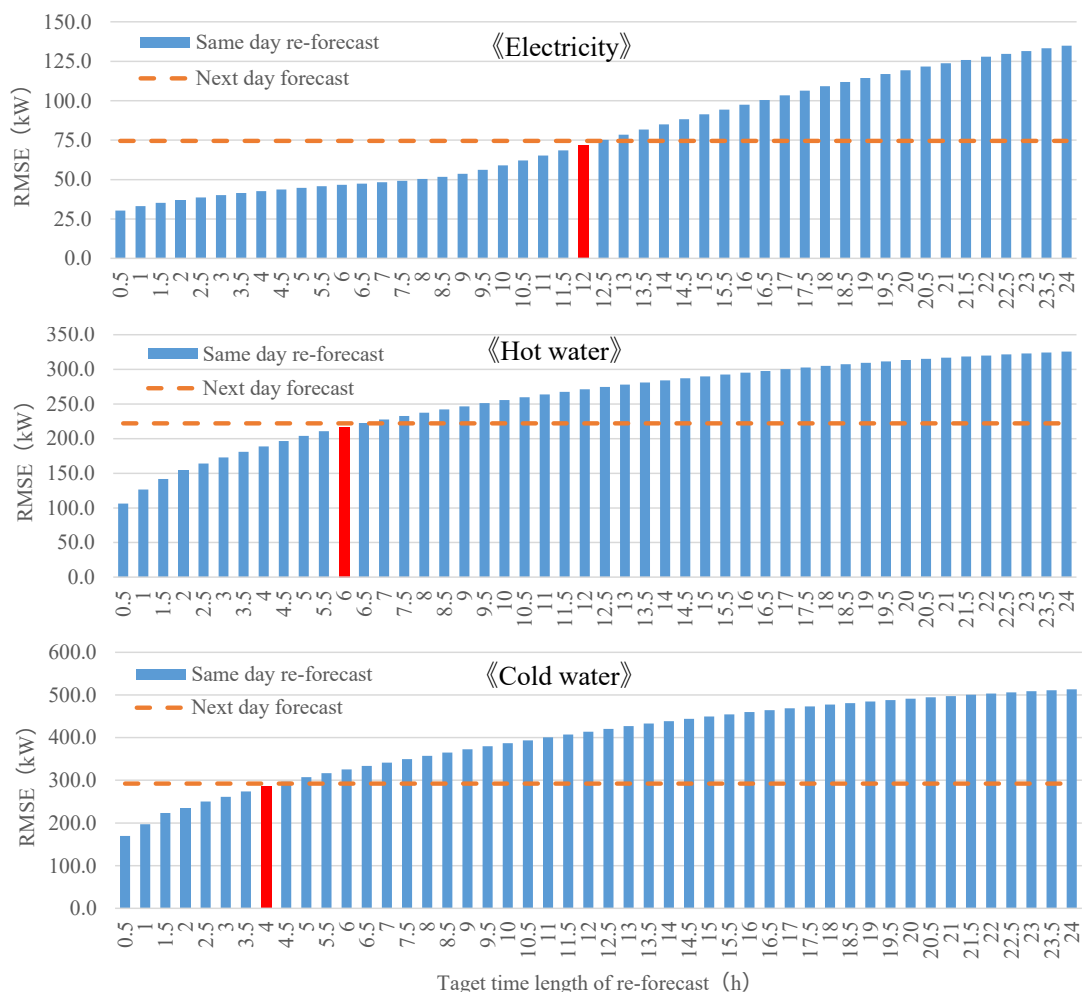 《Electricity》
Same day re-forecast
Next day forecast
RMSE（kW）
150.0
125.0
100.0
75.0
50.0
25.0
0.0
0.5 1 1.5 2 2.5 3 3.5 4 4.5 5 5.5 6 6.5 7 7.5 8 8.5 9 9.5 10 10.5 11 11.5 12 12.5 13 13.5 14 14.5 15 15.5 16 16.5 17 17.5 18 18.5 19 19.5 20 20.5 21 21.5 22 22.5 23 23.5 24
《Hot water》
Same day re-forecast
Next day forecast
RMSE（kW）
350.0
300.0
250.0
200.0
150.0
100.0
50.0
0.0
0.5 1 1.5 2 2.5 3 3.5 4 4.5 5 5.5 6 6.5 7 7.5 8 8.5 9 9.5 10 10.5 11 11.5 12 12.5 13 13.5 14 14.5 15 15.5 16 16.5 17 17.5 18 18.5 19 19.5 20 20.5 21 21.5 22 22.5 23 23.5 24
《Cold water》
Same day re-forecast
Next day forecast
RMSE（kW）
600.0
500.0
400.0
300.0
200.0
100.0
0.0
0.5 1 1.5 2 2.5 3 3.5 4 4.5 5 5.5 6 6.5 7 7.5 8 8.5 9 9.5 10 10.5 11 11.5 12 12.5 13 13.5 14 14.5 15 15.5 16 16.5 17 17.5 18 18.5 19 19.5 20 20.5 21 21.5 22 22.5 23 23.5 24
Taget time length of re-forecast（h）